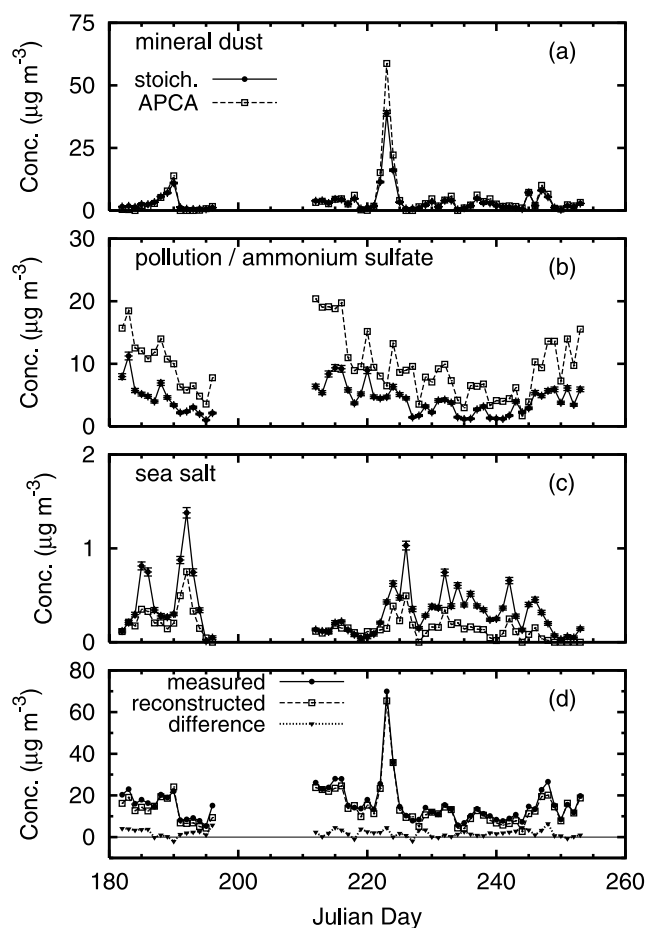 mineral dust (a)
stoich.
APCA
75
50
25
0
Conc. (μg m⁻³)
pollution / ammonium sulfate (b)
30
20
10
0
Conc. (μg m⁻³)
sea salt (c)
2
1
0
Conc. (μg m⁻³)
measured (d)
reconstructed
difference
80
60
40
20
0
Conc. (μg m⁻³)
180 200 220 240 260
Julian Day